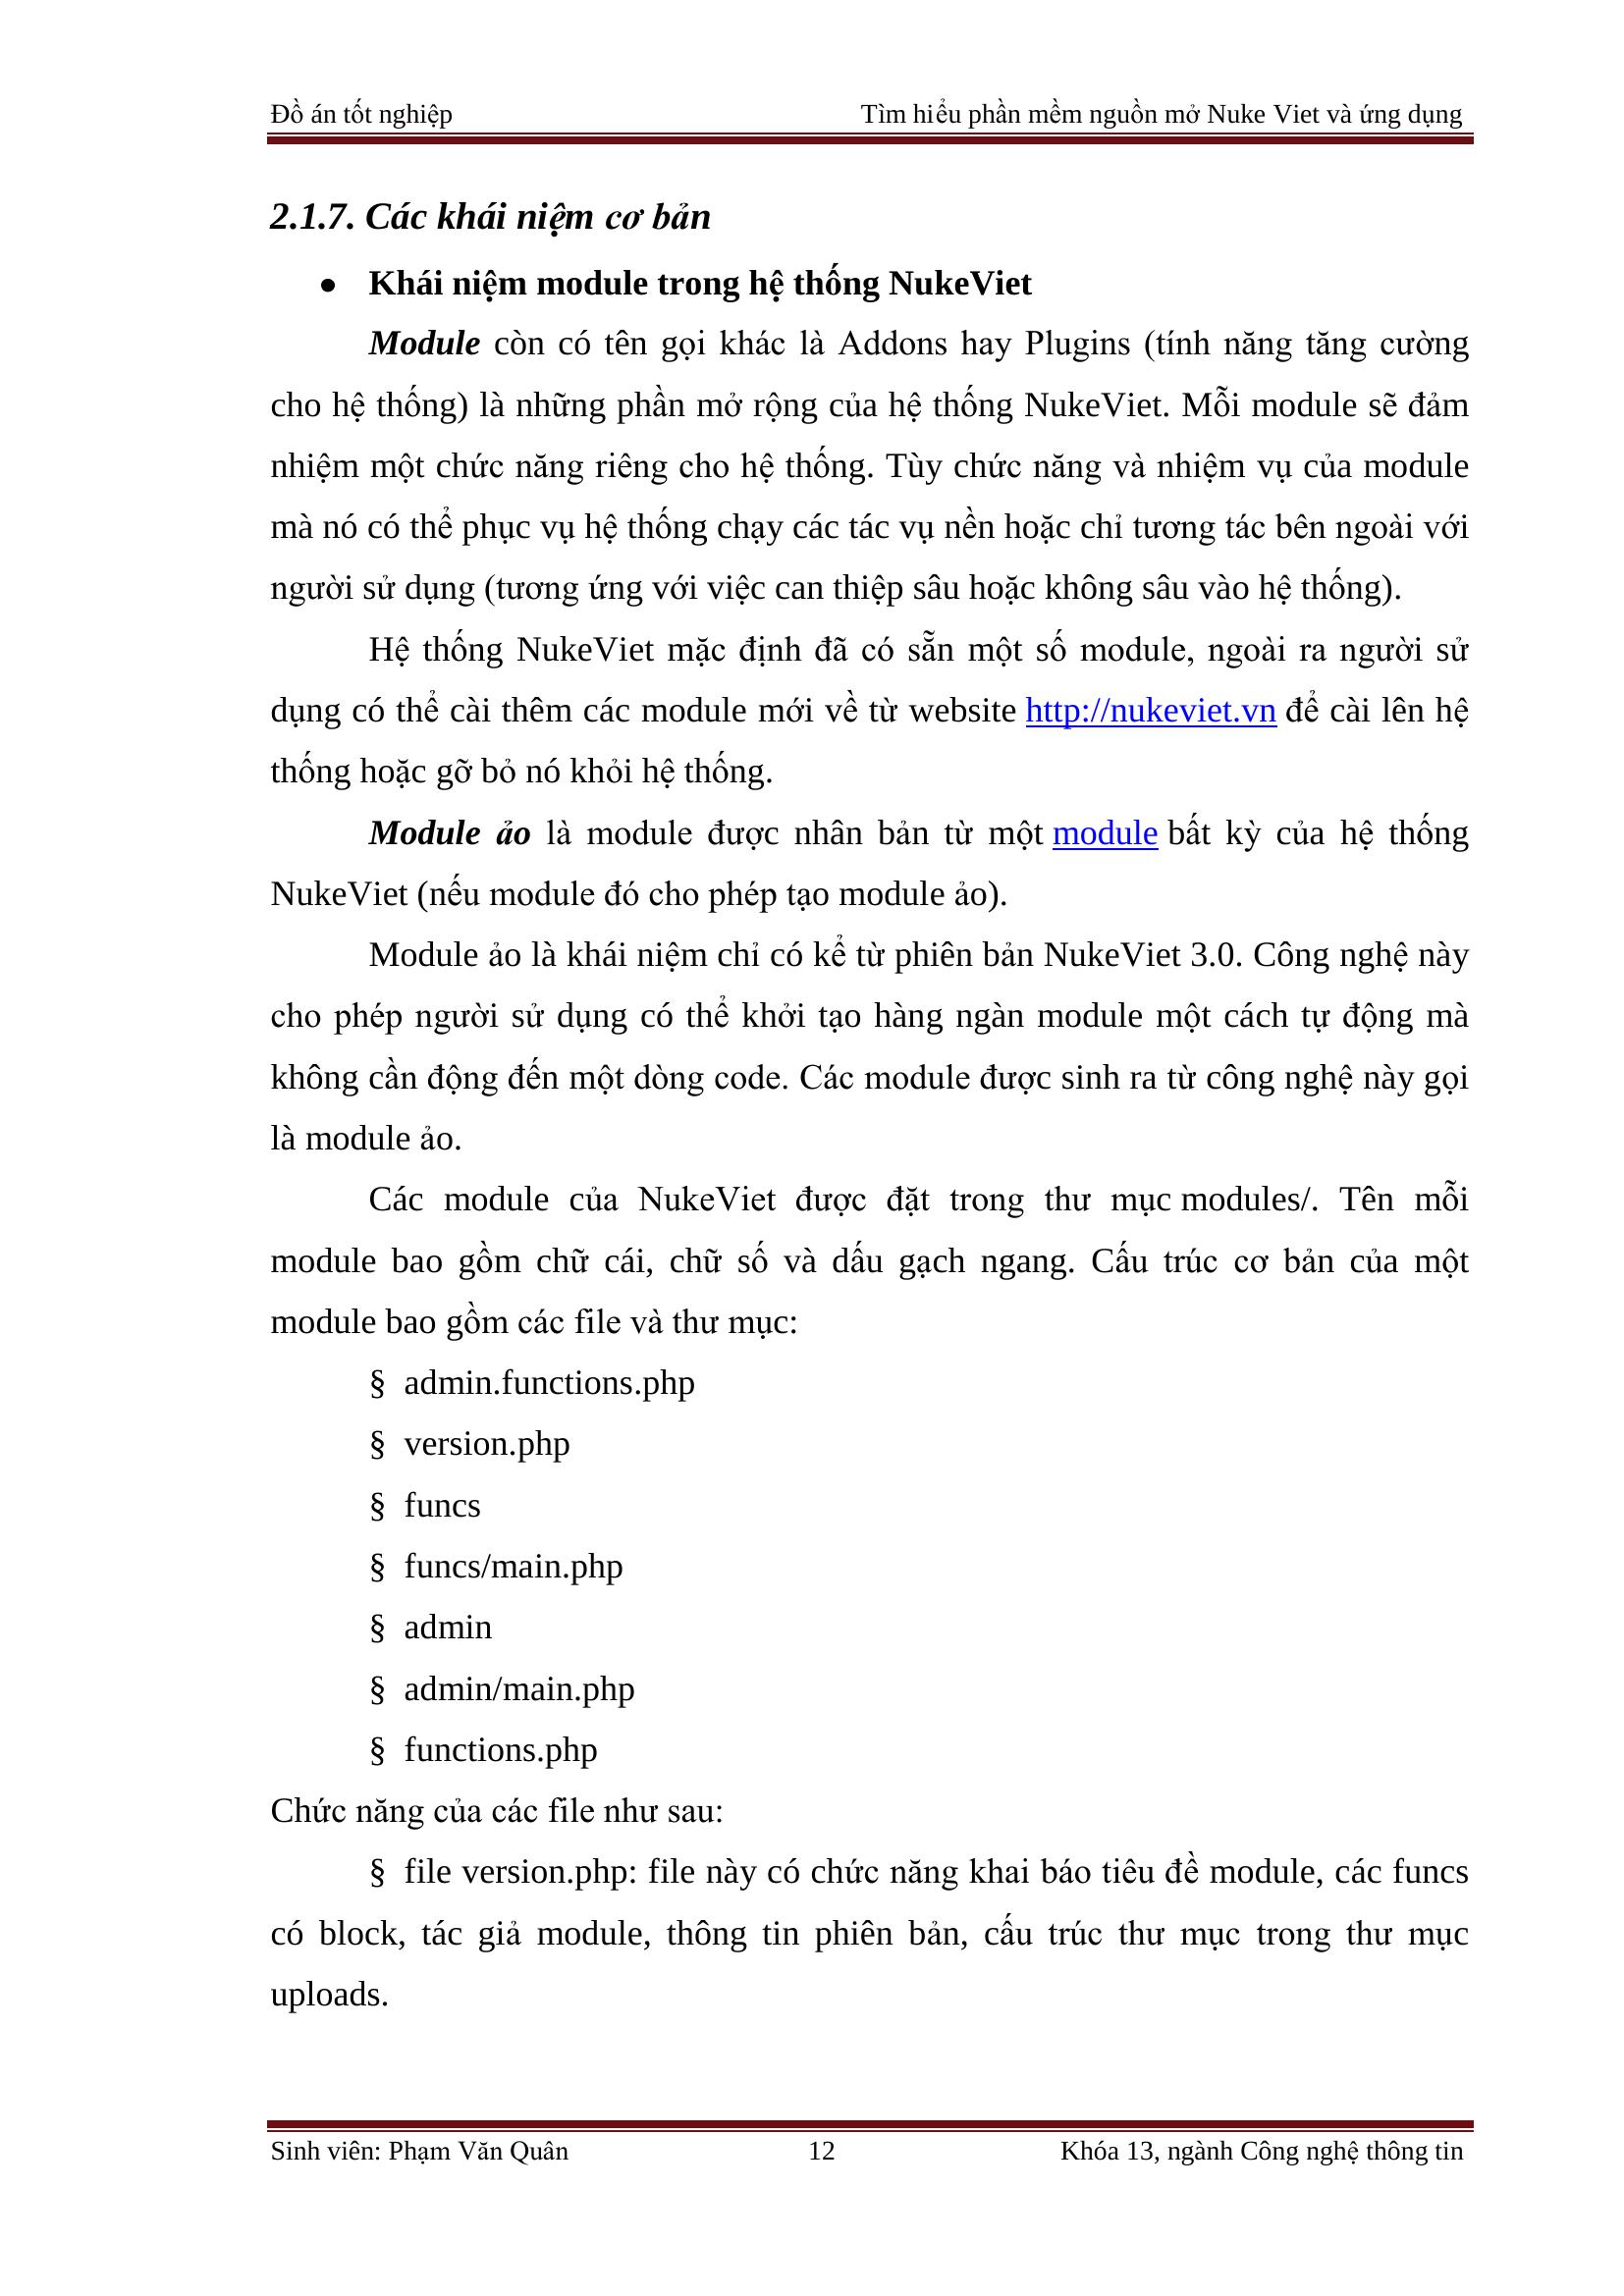 Đồ án tốt nghiệp Tìm hiểu phần mềm nguồn mở Nuke Viet và ứng dụng
2.1.7. Các khái niệm cơ bản
● Khái niệm module trong hệ thống NukeViet
Module còn có tên gọi khác là Addons hay Plugins (tính năng tăng cường
cho hệ thống) là những phần mở rộng của hệ thống NukeViet. Mỗi module sẽ đảm
nhiệm một chức năng riêng cho hệ thống. Tùy chức năng và nhiệm vụ của module
mà nó có thể phục vụ hệ thống chạy các tác vụ nền hoặc chỉ tương tác bên ngoài với
người sử dụng (tương ứng với việc can thiệp sâu hoặc không sâu vào hệ thống).
Hệ thống NukeViet mặc định đã có sẵn một số module, ngoài ra người sử
dụng có thể cài thêm các module mới về từ website http://nukeviet.vn để cài lên hệ
thống hoặc gỡ bỏ nó khỏi hệ thống.
Module ảo là module được nhân bản từ một module bất kỳ của hệ thống
NukeViet (nếu module đó cho phép tạo module ảo).
Module ảo là khái niệm chỉ có kể từ phiên bản NukeViet 3.0. Công nghệ này
cho phép người sử dụng có thể khởi tạo hàng ngàn module một cách tự động mà
không cần động đến một dòng code. Các module được sinh ra từ công nghệ này gọi
là module ảo.
Các module của NukeViet được đặt trong thư mục modules/. Tên mỗi
module bao gồm chữ cái, chữ số và dấu gạch ngang. Cấu trúc cơ bản của một
module bao gồm các file và thư mục:
§ admin.functions.php
§ version.php
§ funcs
§ funcs/main.php
§ admin
§ admin/main.php
§ functions.php
Chức năng của các file như sau:
§ file version.php: file này có chức năng khai báo tiêu đề module, các funcs
có block, tác giả module, thông tin phiên bản, cấu trúc thư mục trong thư mục
uploads.
Sinh viên: Phạm Văn Quân 12 Khóa 13, ngành Công nghệ thông tin